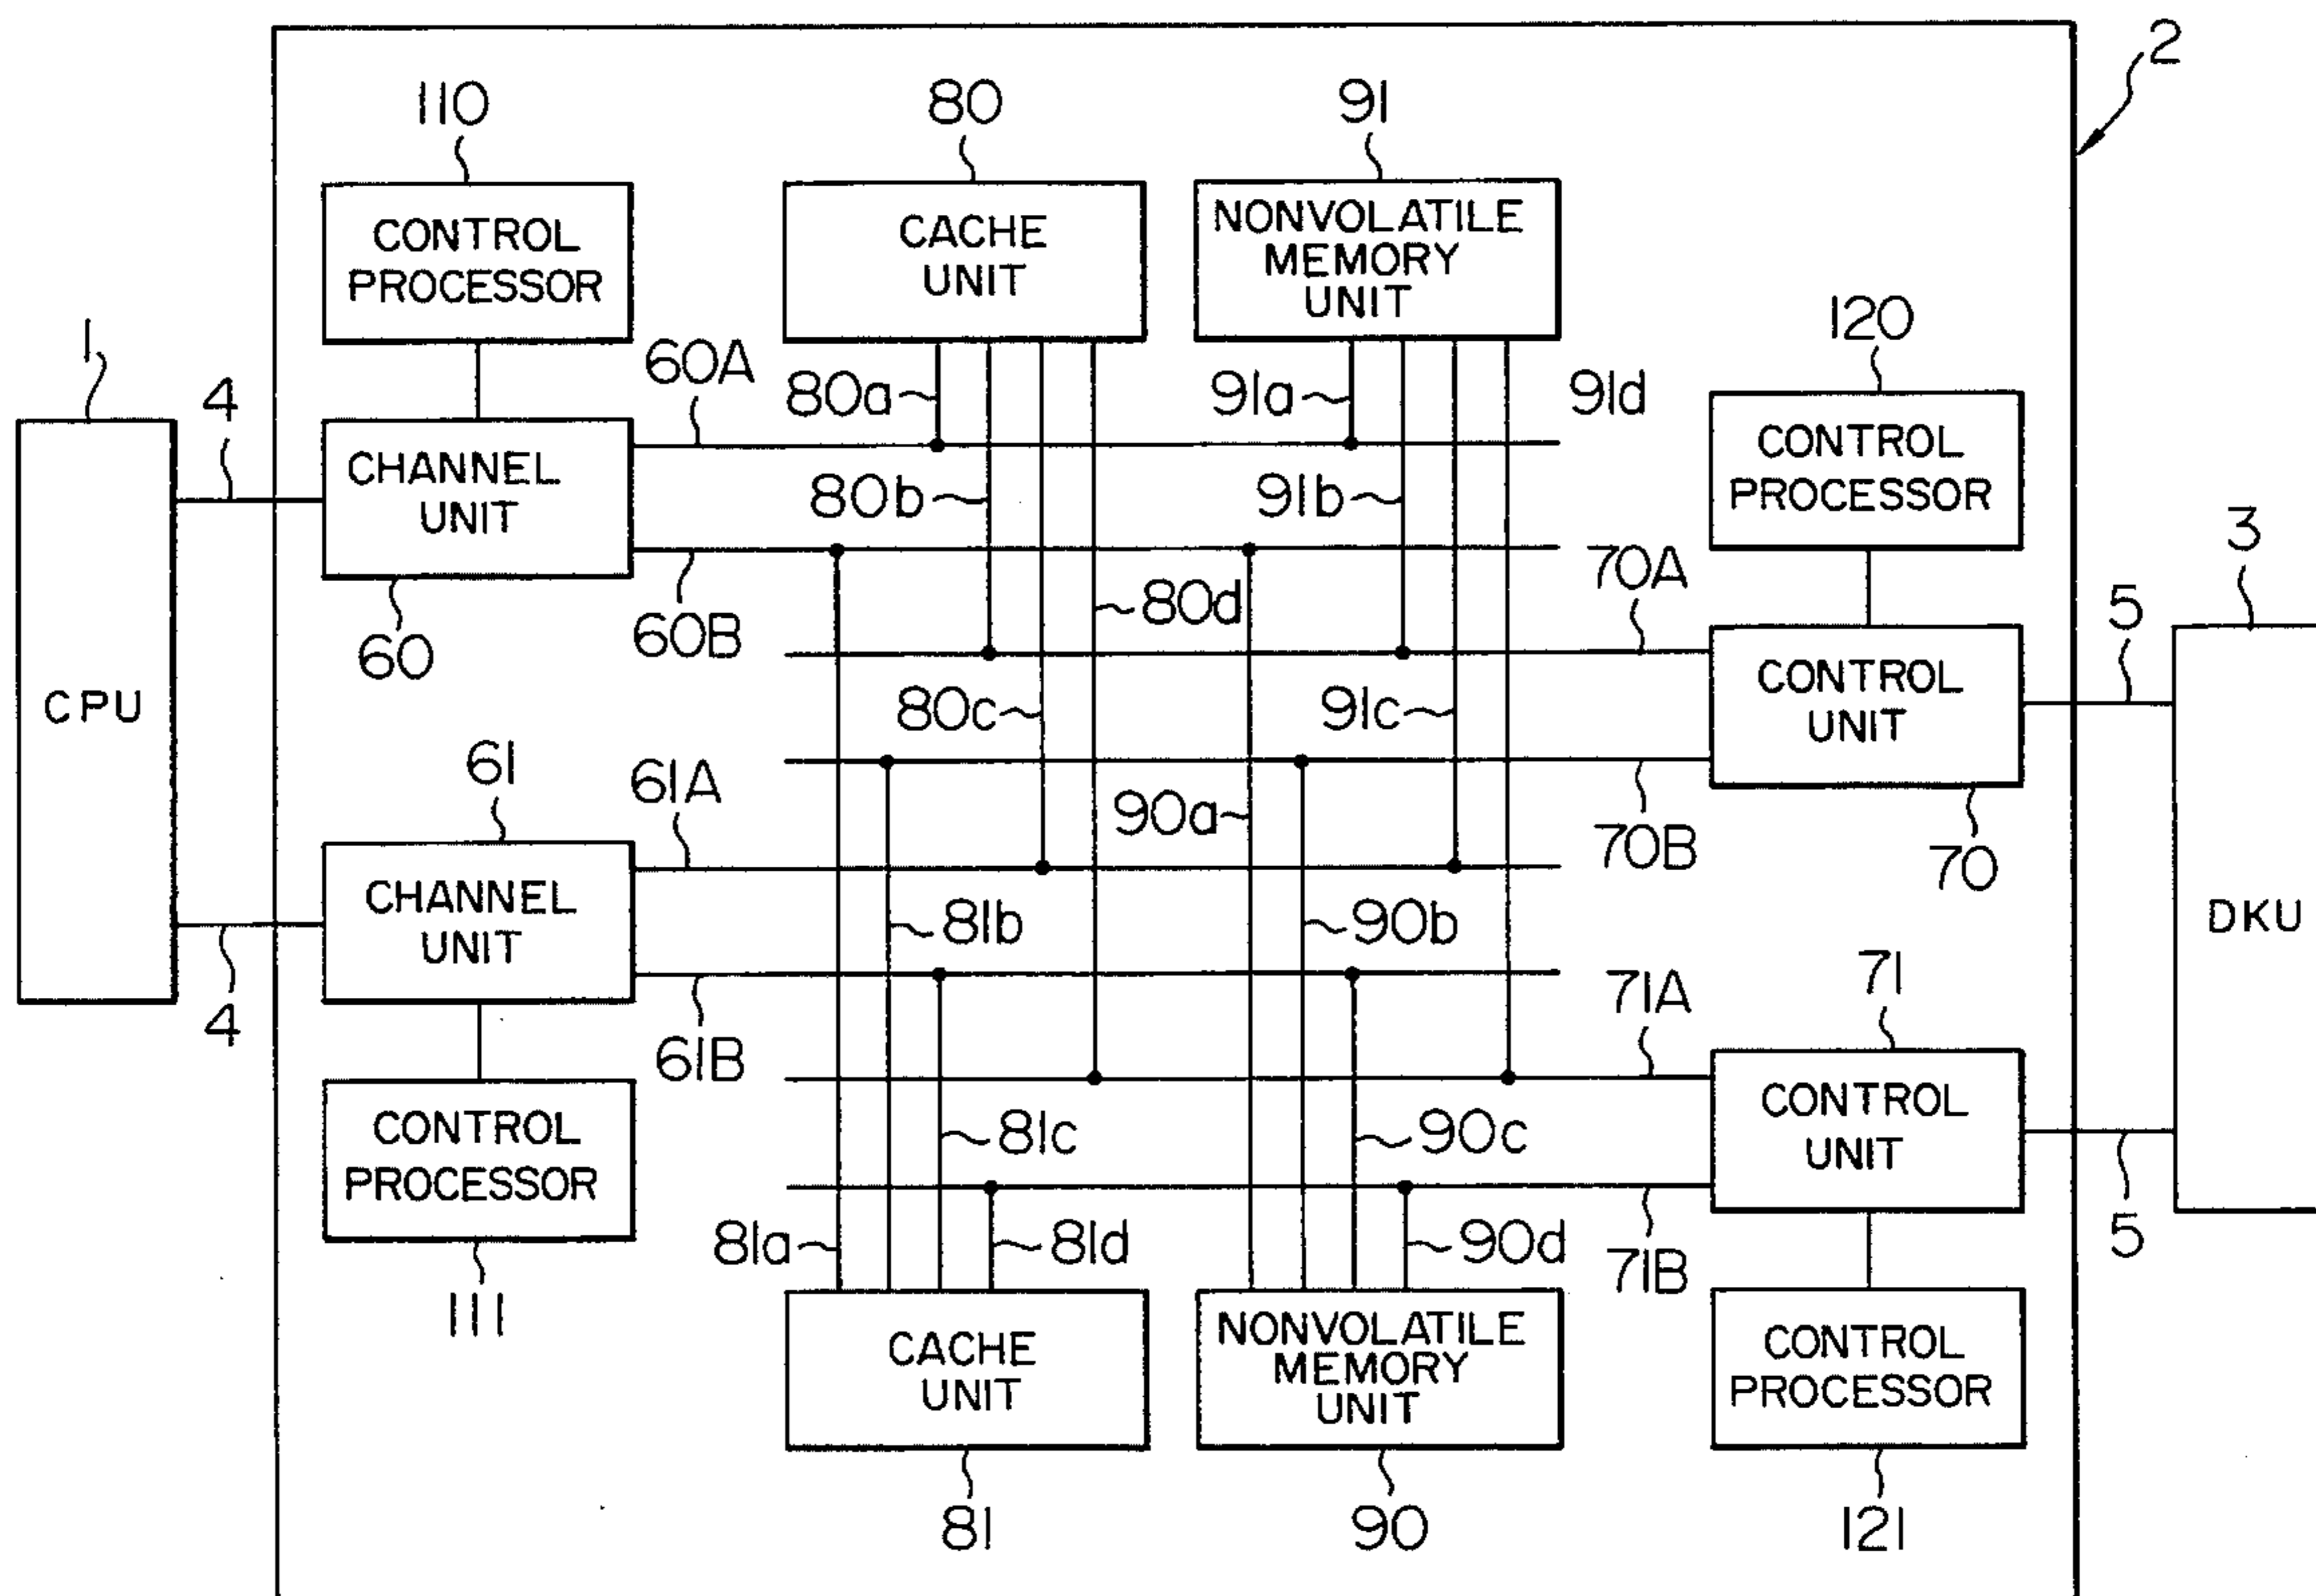 2
110
80
91
CONTROL
PROCESSOR
CACHE
UNIT
NONVOLATILE
MEMORY
UNIT
120
1
4
60A
80a
91a
91d
CONTROL
PROCESSOR
CHANNEL
UNIT
80b
91b
3
60
60B
80d
70A
5
CPU
80c
91c
CONTROL
UNIT
61
61A
90a
70B
70
CHANNEL
UNIT
81b
90b
DKU
4
61B
71A
71
CONTROL
PROCESSOR
81c
90c
CONTROL
UNIT
111
81a
81d
90d
71B
5
CACHE
UNIT
NONVOLATILE
MEMORY
UNIT
CONTROL
PROCESSOR
81
90
121